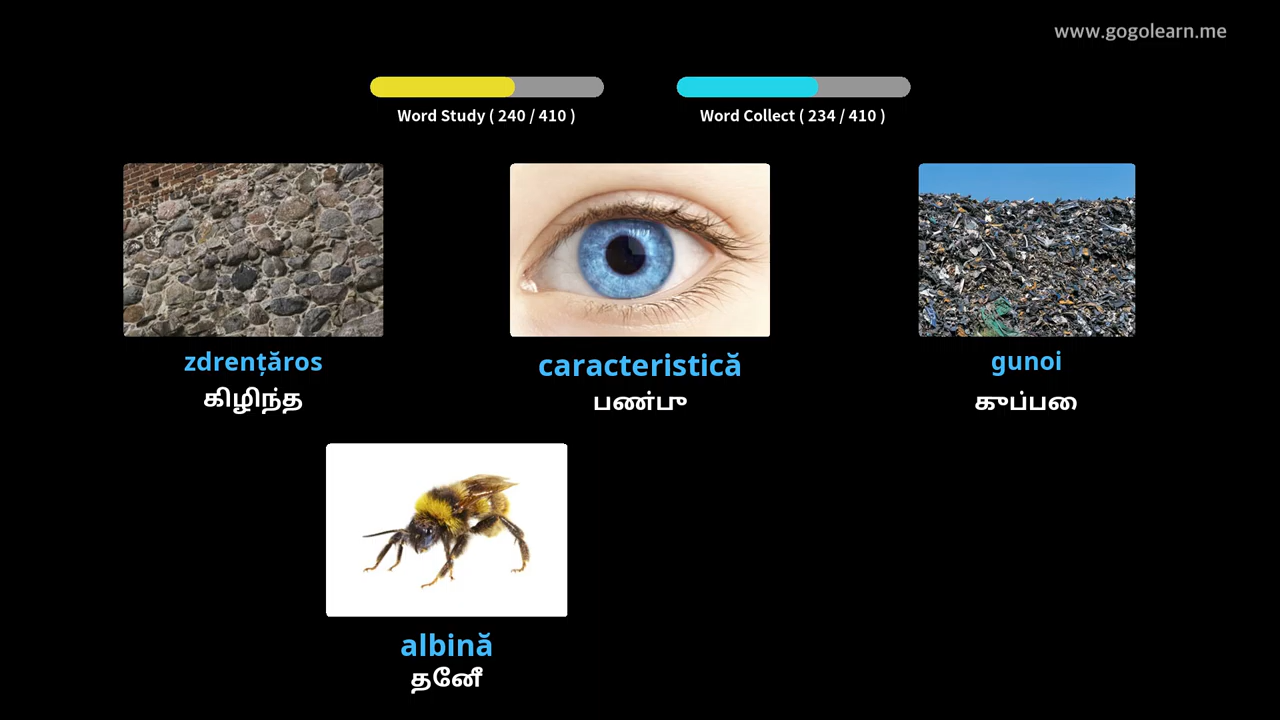 www.gogolearn.me
Word Study ( 240 / 410 )
Word Collect ( 234 / 410 )
zdrențăros
கிழிந்த
caracteristică
பண்பு
gunoi
குப்பை
albină
தேனீ